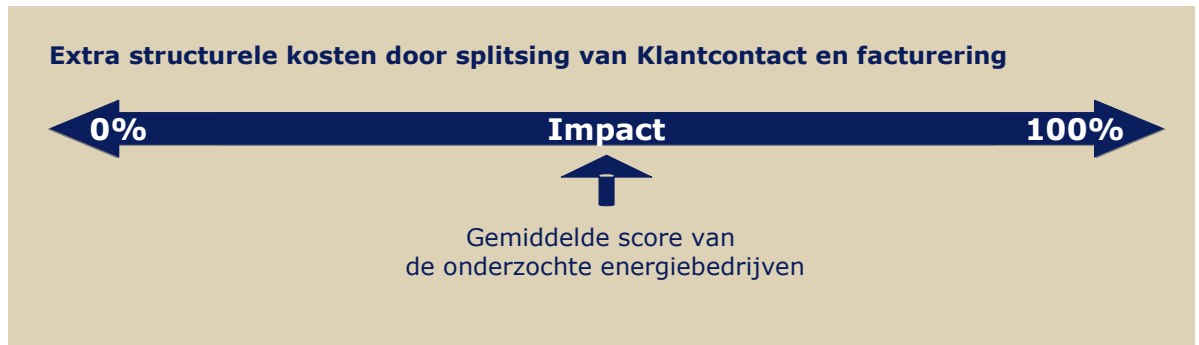 Extra structurele kosten door splitsing van Klantcontact en facturering
0% Impact 100%
Gemiddelde score van
de onderzochte energiebedrijven